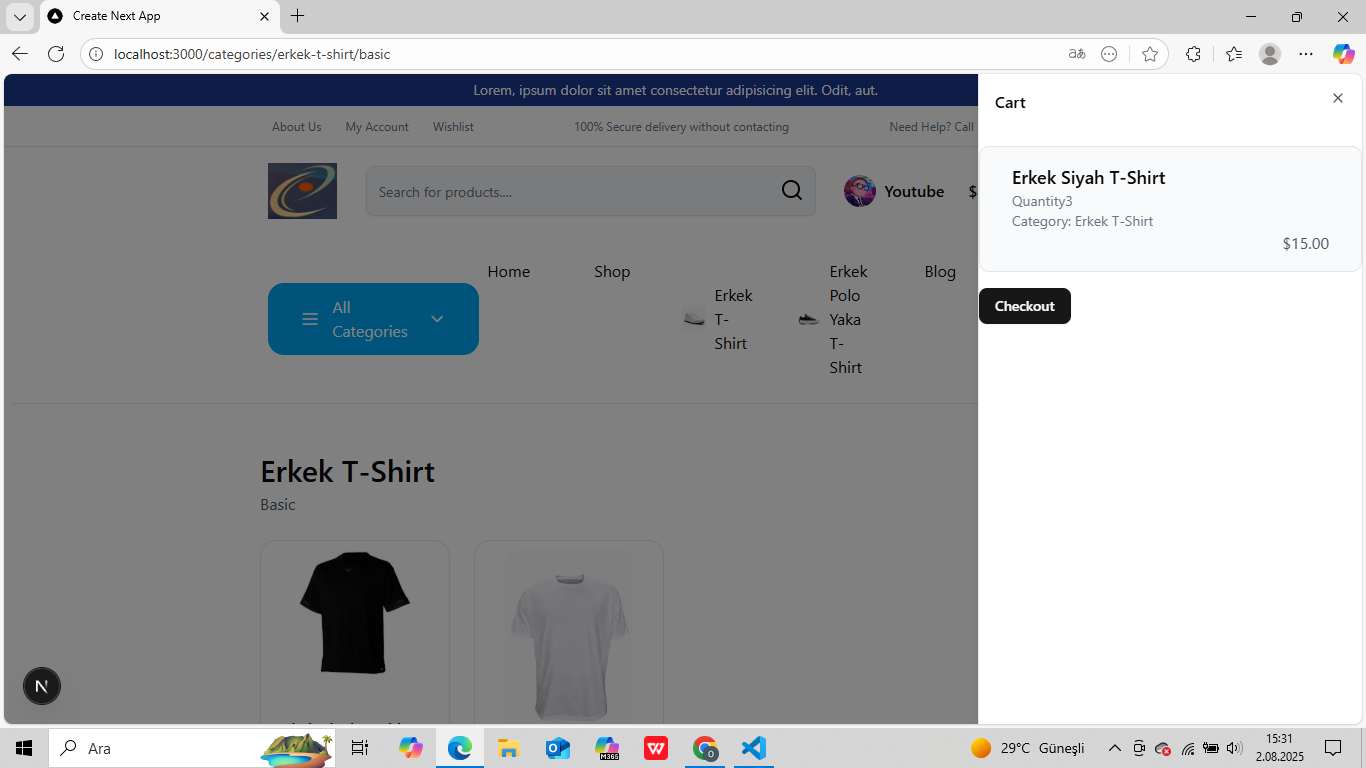 Create Next App
localhost:3000/categories/erkek-t-shirt/basic
aあ
Lorem, ipsum dolor sit amet consectetur adipisicing elit. Odit, aut.
About Us
My Account
Wishlist
100% Secure delivery without contacting
Need Help? Call
Search for products....
Youtube
$
All
Categories
Home
Shop
Erkek
T-
Shirt
Erkek
Polo
Yaka
T-
Shirt
Blog
Erkek T-Shirt
Basic
Cart
Erkek Siyah T-Shirt
Quantity3
Category: Erkek T-Shirt
$15.00
Checkout
N
Ara
M365
W
29°C Güneşli
15:31
2.08.2025